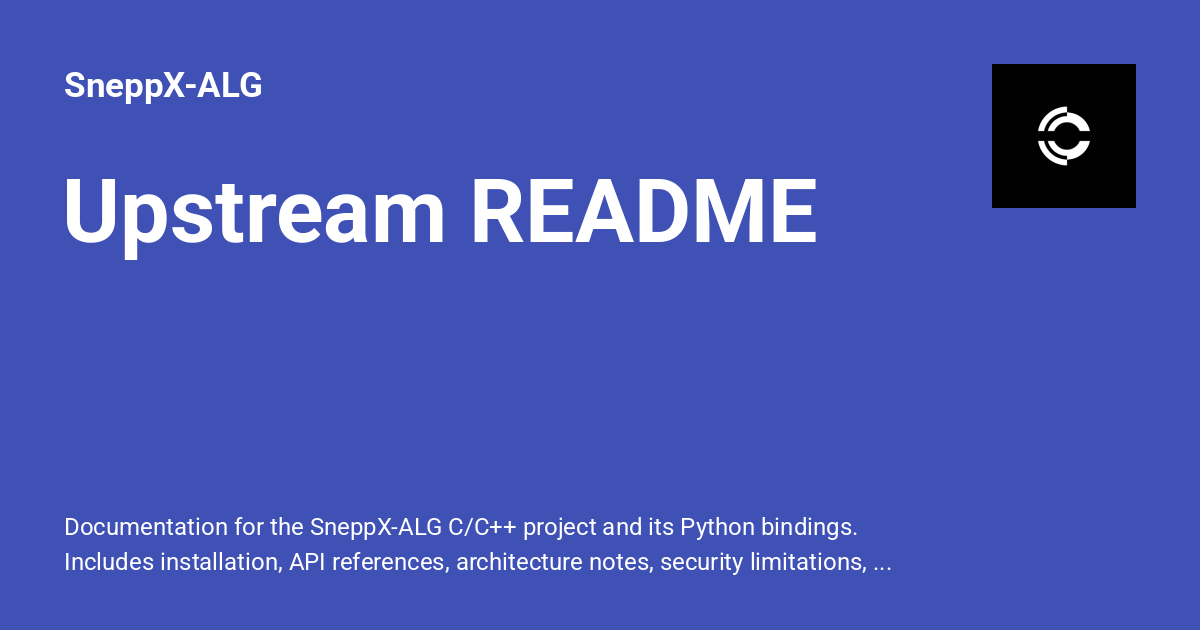 SneppX-ALG
Upstream README
Documentation for the SneppX-ALG C/C++ project and its Python bindings.
Includes installation, API references, architecture notes, security limitations, ...